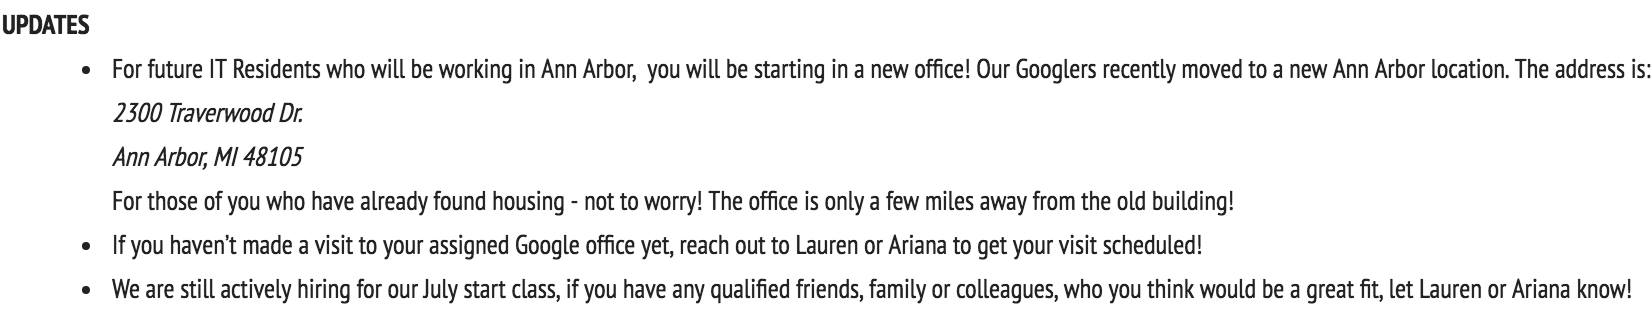 UPDATES
• For future IT Residents who will be working in Ann Arbor,  you will be starting in a new office! Our Googlers recently moved to a new Ann Arbor location. The address is:
2300 Traverwood Dr.
Ann Arbor, MI 48105
For those of you who have already found housing - not to worry! The office is only a few miles away from the old building!
• If you haven’t made a visit to your assigned Google office yet, reach out to Lauren or Ariana to get your visit scheduled!
• We are still actively hiring for our July start class, if you have any qualified friends, family or colleagues, who you think would be a great fit, let Lauren or Ariana know!